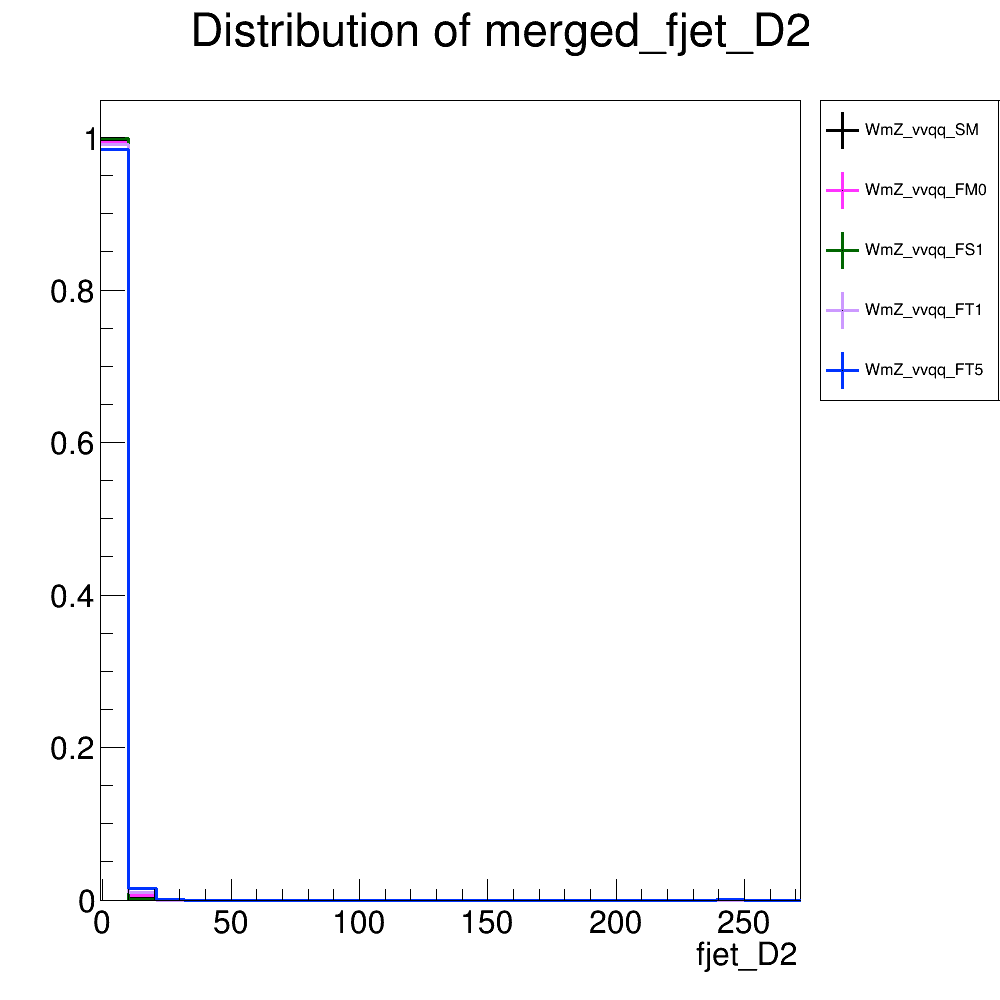 Distribution of merged_fjet_D2
WmZ_vvqq_SM
WmZ_vvqq_FM0
WmZ_vvqq_FS1
WmZ_vvqq_FT1
WmZ_vvqq_FT5
1
0.8
0.6
0.4
0.2
0
0 50 100 150 200 250
fjet_D2